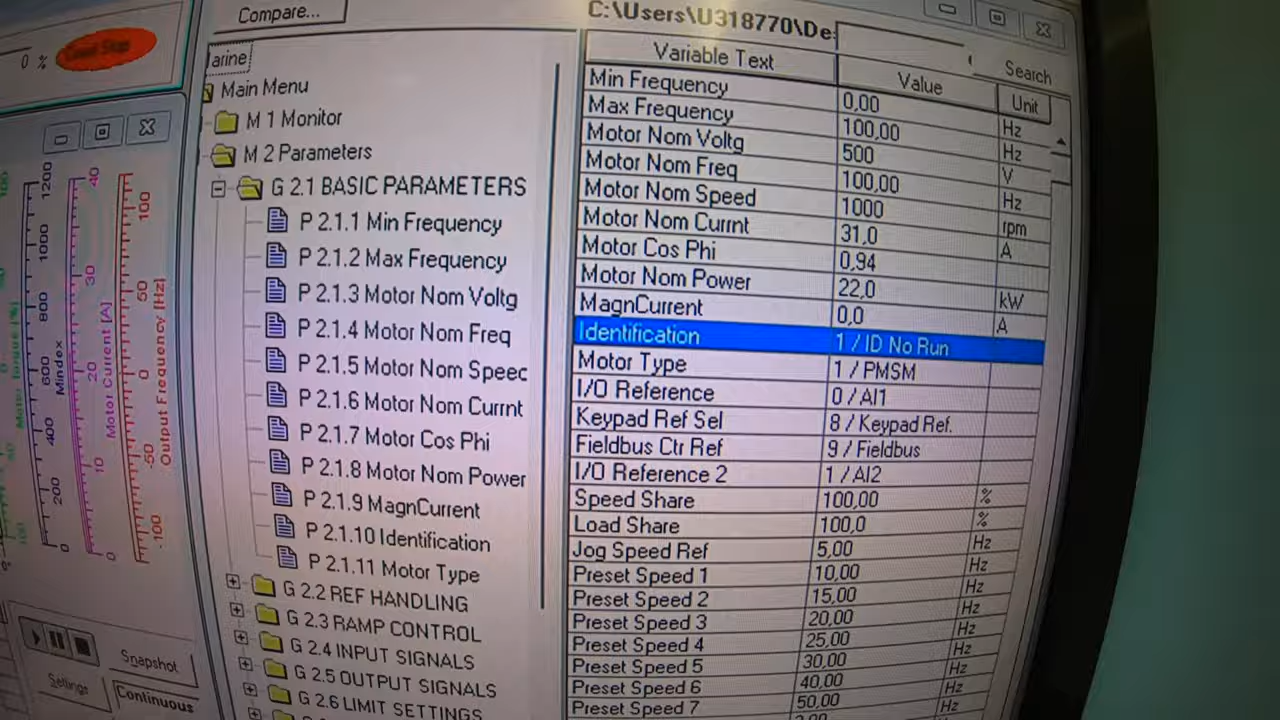 Compare...
C:\Users\U318770\De:
0 %
arine
Main Menu
M 1 Monitor
M 2 Parameters
G 2.1 BASIC PARAMETERS
P 2.1.1 Min Frequency
P 2.1.2 Max Frequency
P 2.1.3 Motor Nom Voltg
P 2.1.4 Motor Nom Freq
P 2.1.5 Motor Nom Speec
P 2.1.6 Motor Nom Currnt
P 2.1.7 Motor Cos Phi
P 2.1.8 Motor Nom Power
P 2.1.9 MagnCurrent
P 2.1.10 Identification
P 2.1.11 Motor Type
G 2.2 REF HANDLING
G 2.3 RAMP CONTROL
G 2.4 INPUT SIGNALS
G 2.5 OUTPUT SIGNALS
G 2.6 LIMIT SETTINGS
Search
Variable Text Value Unit
Min Frequency 0,00 Hz
Max Frequency 100,00 Hz
Motor Nom Voltg 500 V
Motor Nom Freq 100,00 Hz
Motor Nom Speed 1000 rpm
Motor Nom Currnt 31,0 A
Motor Cos Phi 0,94
Motor Nom Power 22,0 kW
MagnCurrent 0,0 A
Identification 1 / ID No Run
Motor Type 1 / PMSM
I/O Reference 0 / AI1
Keypad Ref Sel 8 / Keypad Ref.
Fieldbus Ctr Ref 9 / Fieldbus
I/O Reference 2 1 / AI2
Speed Share 100,00 %
Load Share 100,0 %
Jog Speed Ref 5,00 Hz
Preset Speed 1 10,00 Hz
Preset Speed 2 15,00 Hz
Preset Speed 3 20,00 Hz
Preset Speed 4 25,00 Hz
Preset Speed 5 30,00 Hz
Preset Speed 6 40,00 Hz
Preset Speed 7 50,00 Hz
1200
1000
800
600
400
200
0
Mindex
40
30
20
10
0
Motor Current [A]
100
50
0
-50
-100
Output Frequency [Hz]
Snapshot
Settings
Continuous